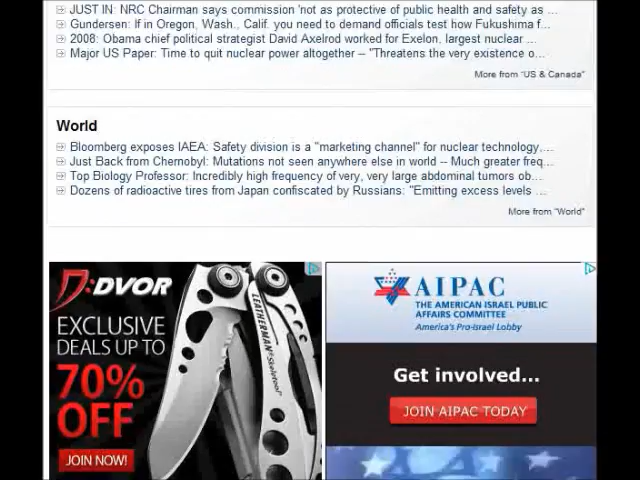 JUST IN: NRC Chairman says commission 'not as protective of public health and safety as ...
Gundersen: If in Oregon, Wash., Calif. you need to demand officials test how Fukushima f...
2008: Obama chief political strategist David Axelrod worked for Exelon, largest nuclear ...
Major US Paper: Time to quit nuclear power altogether -- "Threatens the very existence o...
More from "US & Canada"
World
Bloomberg exposes IAEA: Safety division is a "marketing channel" for nuclear technology,...
Just Back from Chernobyl: Mutations not seen anywhere else in world -- Much greater freq...
Top Biology Professor: Incredibly high frequency of very, very large abdominal tumors ob...
Dozens of radioactive tires from Japan confiscated by Russians: "Emitting excess levels ...
More from "World"
D:DVOR
EXCLUSIVE
DEALS UP TO
70%
OFF
JOIN NOW!
LEATHERMAN Skeletool
AIPAC
THE AMERICAN ISRAEL PUBLIC
AFFAIRS COMMITTEE
America's Pro-Israel Lobby
Get involved...
JOIN AIPAC TODAY